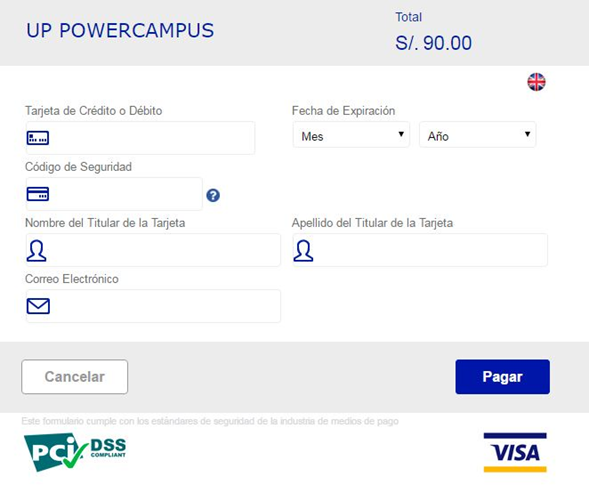 UP POWERCAMPUS
Total
S/. 90.00
Tarjeta de Crédito o Débito
Fecha de Expiración
Mes
Año
Código de Seguridad
?
Nombre del Titular de la Tarjeta
Apellido del Titular de la Tarjeta
Correo Electrónico
Cancelar
Pagar
Este formulario cumple con los estándares de seguridad de la industria de medios de pago
PCi DSS
COMPLIANT
VISA